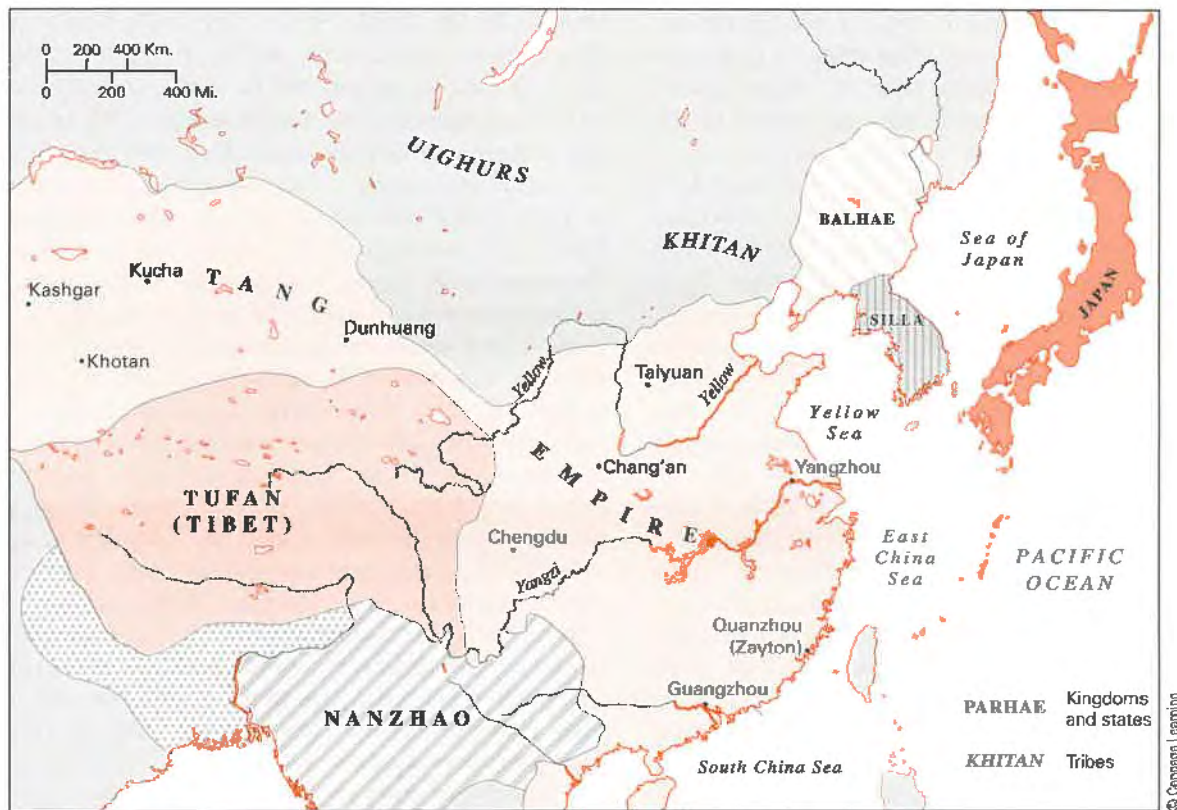 0 200 400 Km.
0 200 400 Mi.
UIGHURS
KHITAN
BALHAE
Sea of
Japan
JAPAN
SILLA
Kucha
TANG
Kashgar
Dunhuang
Khotan
Yellow
Taiyuan
Yellow
Yellow
Sea
EMPIRE
Chang'an
Yangzhou
TUFAN
(TIBET)
Chengdu
Yangzi
East
China
Sea
PACIFIC
OCEAN
Quanzhou
(Zayton)
Guangzhou
NANZHAO
South China Sea
PARHAE Kingdoms
and states
KHITAN Tribes
© Cengage Learning